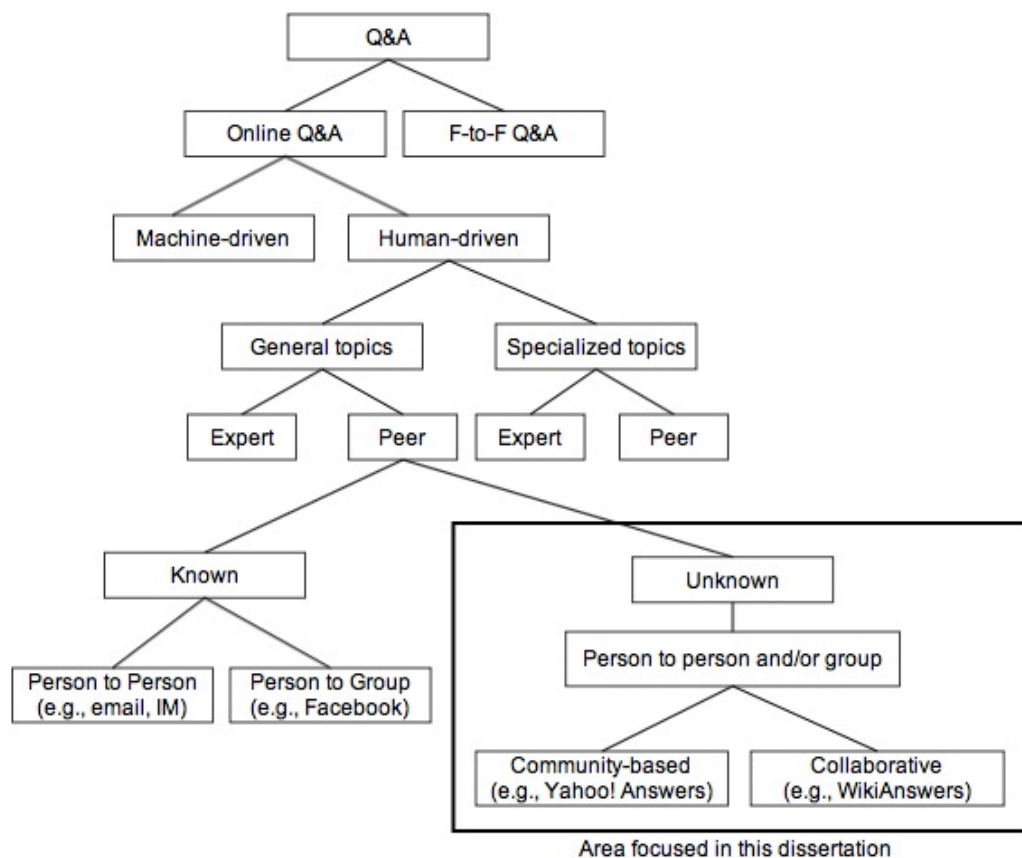 Q&A
Online Q&A
F-to-F Q&A
Machine-driven
Human-driven
General topics
Specialized topics
Expert
Peer
Expert
Peer
Known
Unknown
Person to person and/or group
Person to Person
(e.g., email, IM)
Person to Group
(e.g., Facebook)
Community-based
(e.g., Yahoo! Answers)
Collaborative
(e.g., WikiAnswers)
Area focused in this dissertation